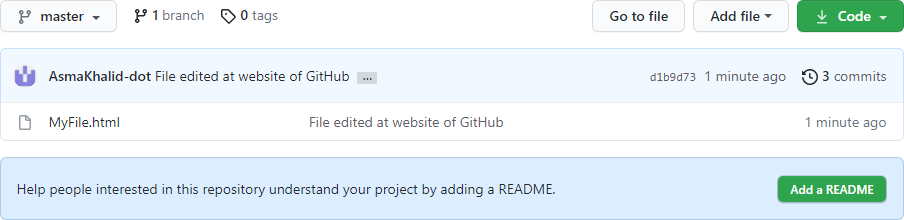 master 1 branch 0 tags Go to file Add file Code
AsmaKhalid-dot File edited at website of GitHub ... d1b9d73 1 minute ago 3 commits
MyFile.html File edited at website of GitHub 1 minute ago
Help people interested in this repository understand your project by adding a README. Add a README